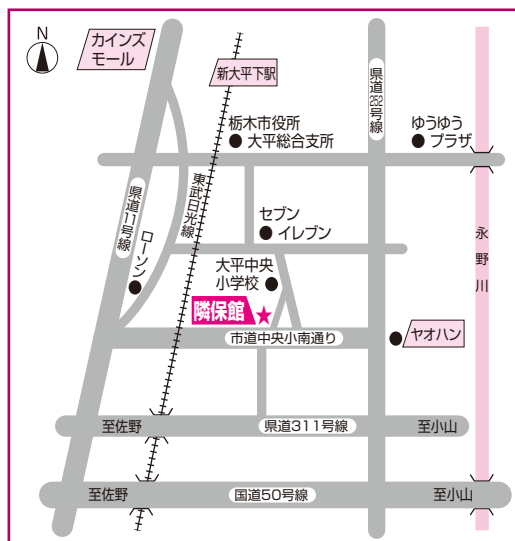 N
カインズ
モール
新大平下駅
県道252号線
栃木市役所
大平総合支所
ゆうゆう
プラザ
東武日光線
県道11号線
ローソン
セブン
イレブン
永野川
大平中央
小学校
隣保館
市道中央小南通り
ヤオハン
至佐野
県道311号線
至小山
至佐野
国道50号線
至小山